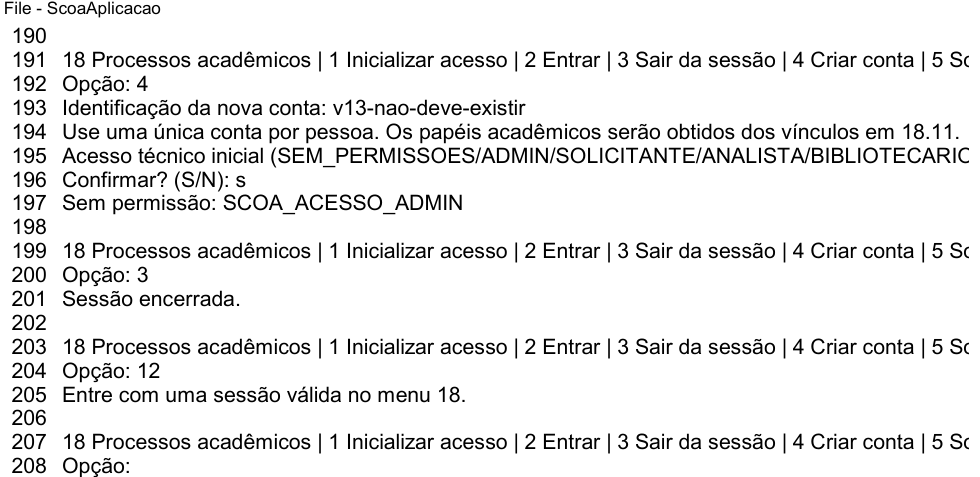 File - ScoaAplicacao
190
191 18 Processos acadêmicos | 1 Inicializar acesso | 2 Entrar | 3 Sair da sessão | 4 Criar conta | 5
192 Opção: 4
193 Identificação da nova conta: v13-nao-deve-existir
194 Use uma única conta por pessoa. Os papéis acadêmicos serão obtidos dos vínculos em 18.11.
195 Acesso técnico inicial (SEM_PERMISSOES/ADMIN/SOLICITANTE/ANALISTA/BIBLIOTECARIO
196 Confirmar? (S/N): s
197 Sem permissão: SCOA_ACESSO_ADMIN
198
199 18 Processos acadêmicos | 1 Inicializar acesso | 2 Entrar | 3 Sair da sessão | 4 Criar conta | 5
200 Opção: 3
201 Sessão encerrada.
202
203 18 Processos acadêmicos | 1 Inicializar acesso | 2 Entrar | 3 Sair da sessão | 4 Criar conta | 5
204 Opção: 12
205 Entre com uma sessão válida no menu 18.
206
207 18 Processos acadêmicos | 1 Inicializar acesso | 2 Entrar | 3 Sair da sessão | 4 Criar conta | 5
208 Opção: